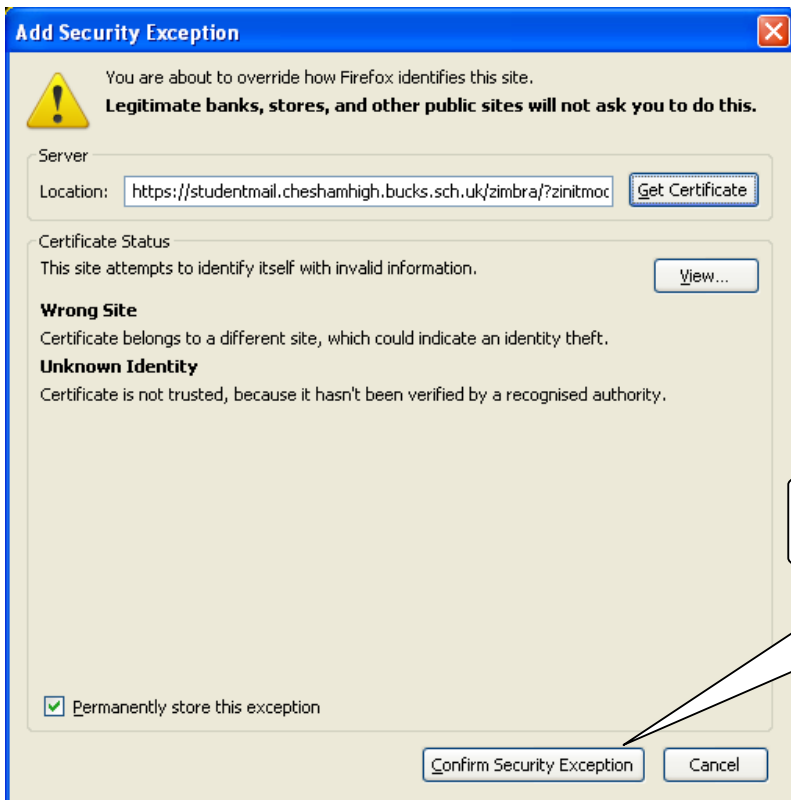 Add Security Exception
You are about to override how Firefox identifies this site.
Legitimate banks, stores, and other public sites will not ask you to do this.
Server
Location: https://studentmail.cheshamhigh.bucks.sch.uk/zimbra/?zinitmoc Get Certificate
Certificate Status
This site attempts to identify itself with invalid information. View...
Wrong Site
Certificate belongs to a different site, which could indicate an identity theft.
Unknown Identity
Certificate is not trusted, because it hasn't been verified by a recognised authority.
Permanently store this exception
Confirm Security Exception Cancel